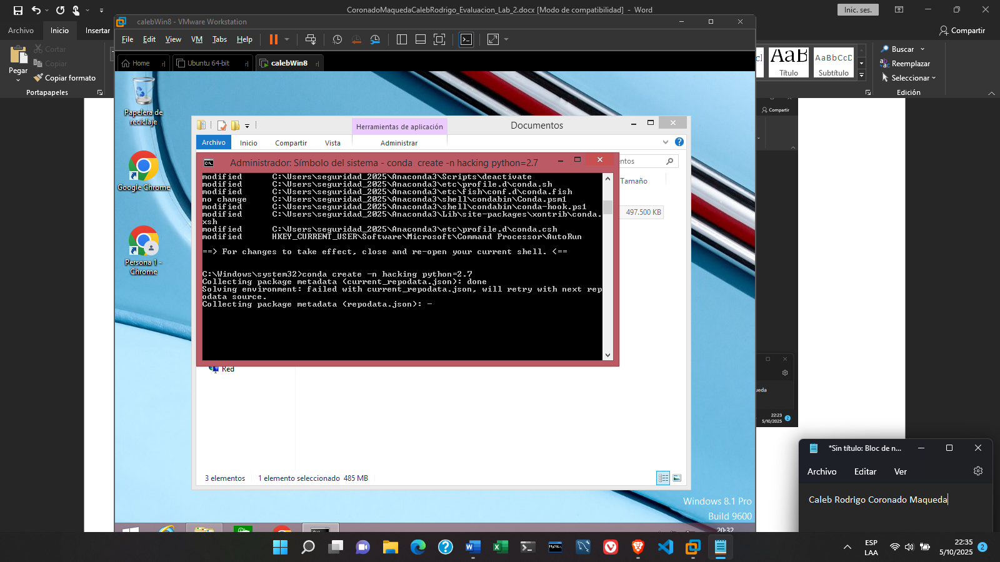 CoronadoMaquedaCalebRodrigo_Evaluacion_Lab_2.docx [Modo de compatibilidad] - Word
Inic. ses.
Archivo
Inicio
Insertar
Compartir
Pegar
Cortar
Copiar
Copiar formato
Portapapeles
Título
Subtítulo
Buscar
Reemplazar
Seleccionar
Edición
calebWin8 - VMware Workstation
File Edit View VM Tabs Help
Home
Ubuntu 64-bit
calebWin8
Papelera de
reciclaje
Google Chrome
Persona 1 -
Chrome
Herramientas de aplicación
Documentos
Archivo
Inicio
Compartir
Vista
Administrar
Tamaño
497.500 KB
Administrador: Símbolo del sistema - conda create -n hacking python=2.7
modified C:\Users\seguridad_2025\Anaconda3\Scripts\deactivate
modified C:\Users\seguridad_2025\Anaconda3\etc\profile.d\conda.sh
modified C:\Users\seguridad_2025\Anaconda3\etc\fish\conf.d\conda.fish
no change C:\Users\seguridad_2025\Anaconda3\shell\condabin\Conda.psm1
modified C:\Users\seguridad_2025\Anaconda3\shell\condabin\conda-hook.ps1
modified C:\Users\seguridad_2025\Anaconda3\Lib\site-packages\xontrib\conda.
xsh
modified C:\Users\seguridad_2025\Anaconda3\etc\profile.d\conda.csh
modified HKEY_CURRENT_USER\Software\Microsoft\Command Processor\AutoRun
==> For changes to take effect, close and re-open your current shell. <==
C:\Windows\system32>conda create -n hacking python=2.7
Collecting package metadata (current_repodata.json): done
Solving environment: failed with current_repodata.json, will retry with next rep
odata source.
Collecting package metadata (repodata.json): -
Red
3 elementos
1 elemento seleccionado 485 MB
Windows 8.1 Pro
Build 9600
20:32
Compartir
22:23
5/10/2025
*Sin título: Bloc de n...
Archivo Editar Ver
Caleb Rodrigo Coronado Maqueda
ESP
LAA
22:35
5/10/2025
2